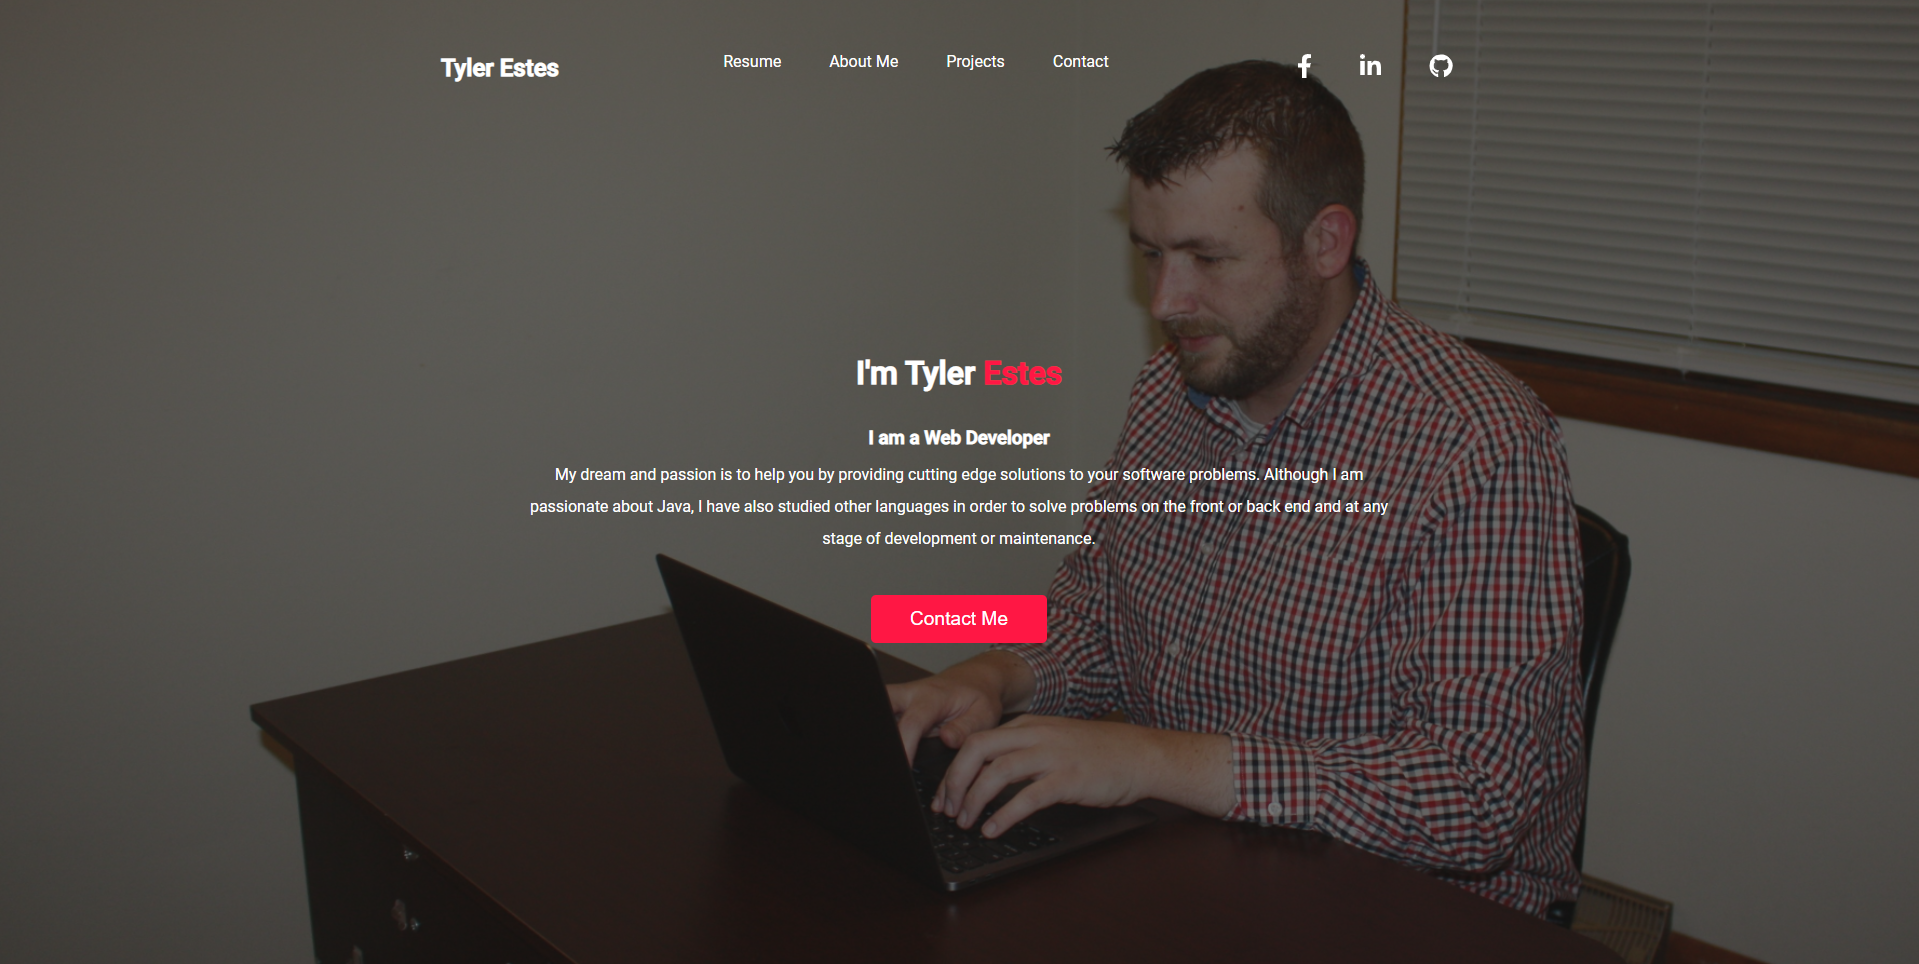 Tyler Estes
Resume About Me Projects Contact
I'm Tyler Estes
I am a Web Developer
My dream and passion is to help you by providing cutting edge solutions to your software problems. Although I am
passionate about Java, I have also studied other languages in order to solve problems on the front or back end and at any
stage of development or maintenance.
Contact Me